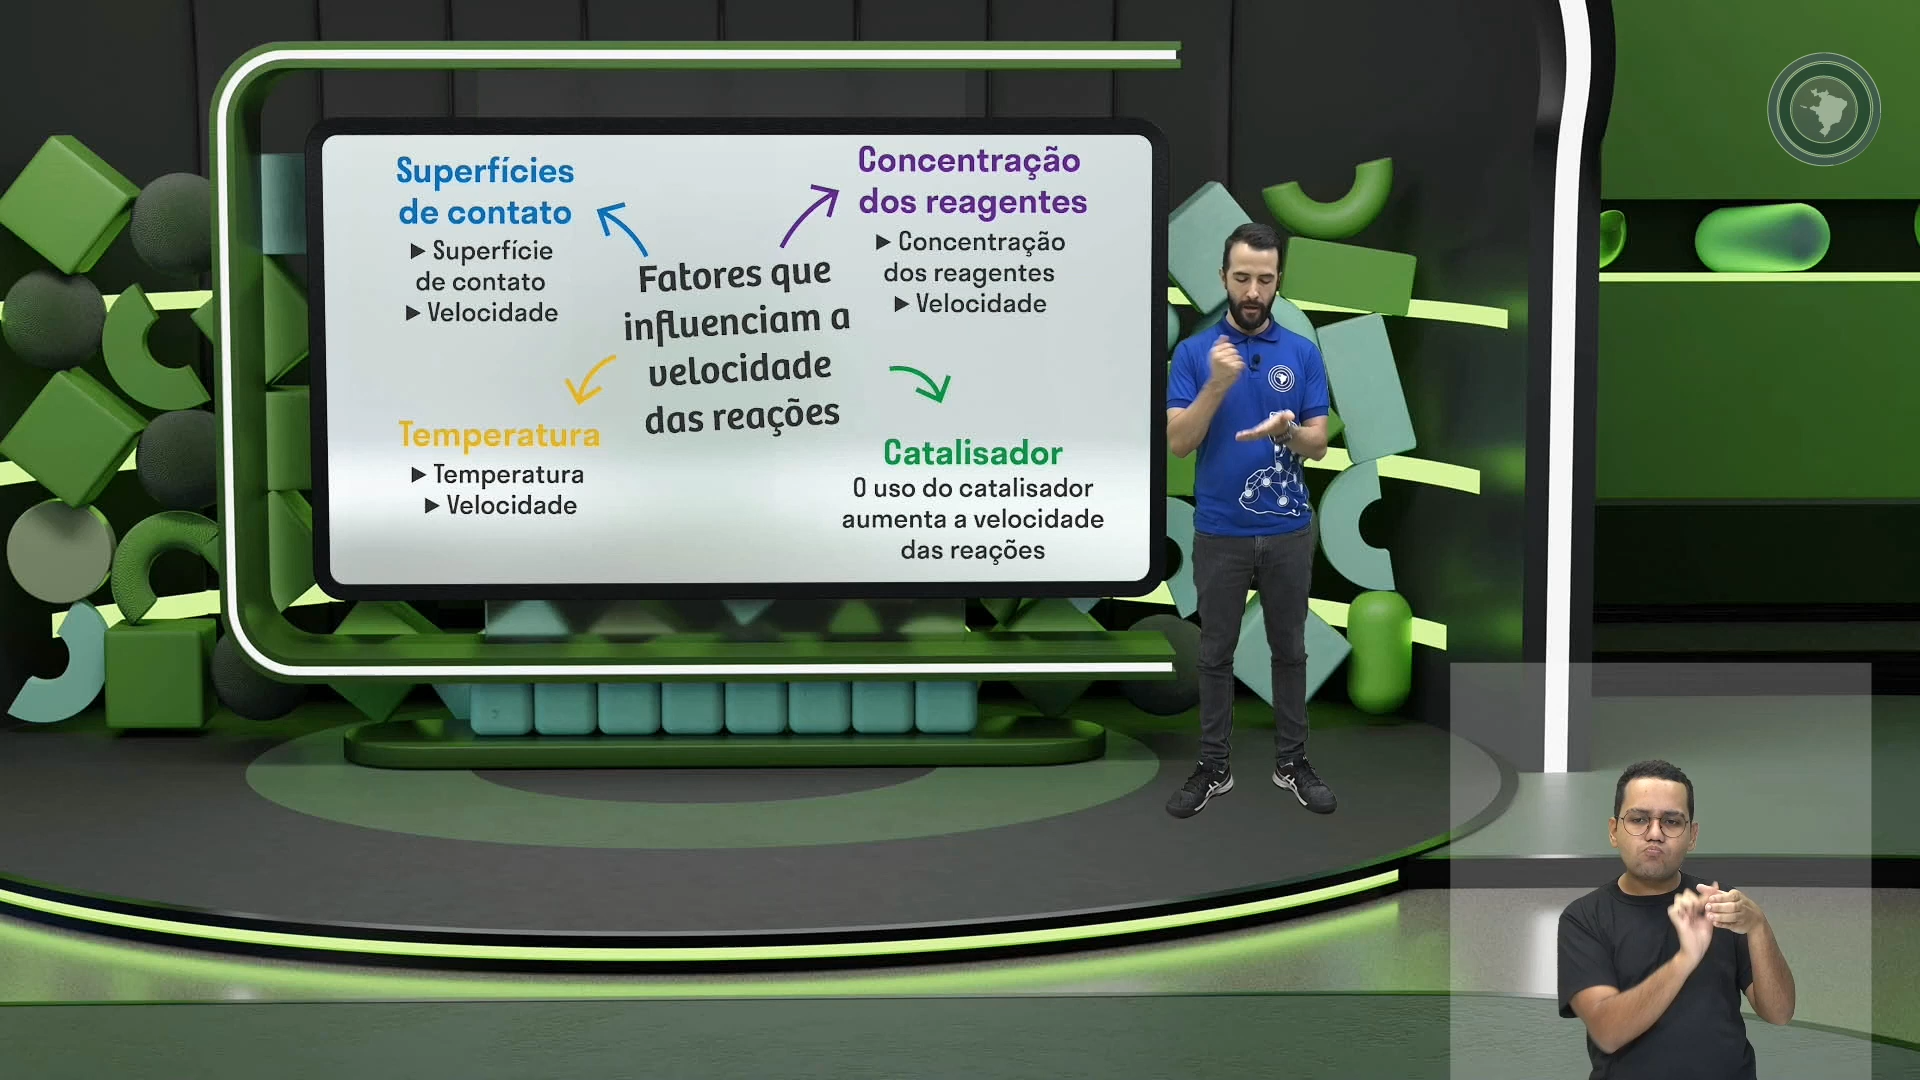 Superfícies
de contato
► Superfície
de contato
► Velocidade
Concentração
dos reagentes
► Concentração
dos reagentes
► Velocidade
Fatores que
influenciam a
velocidade
das reações
Temperatura
► Temperatura
► Velocidade
Catalisador
O uso do catalisador
aumenta a velocidade
das reações